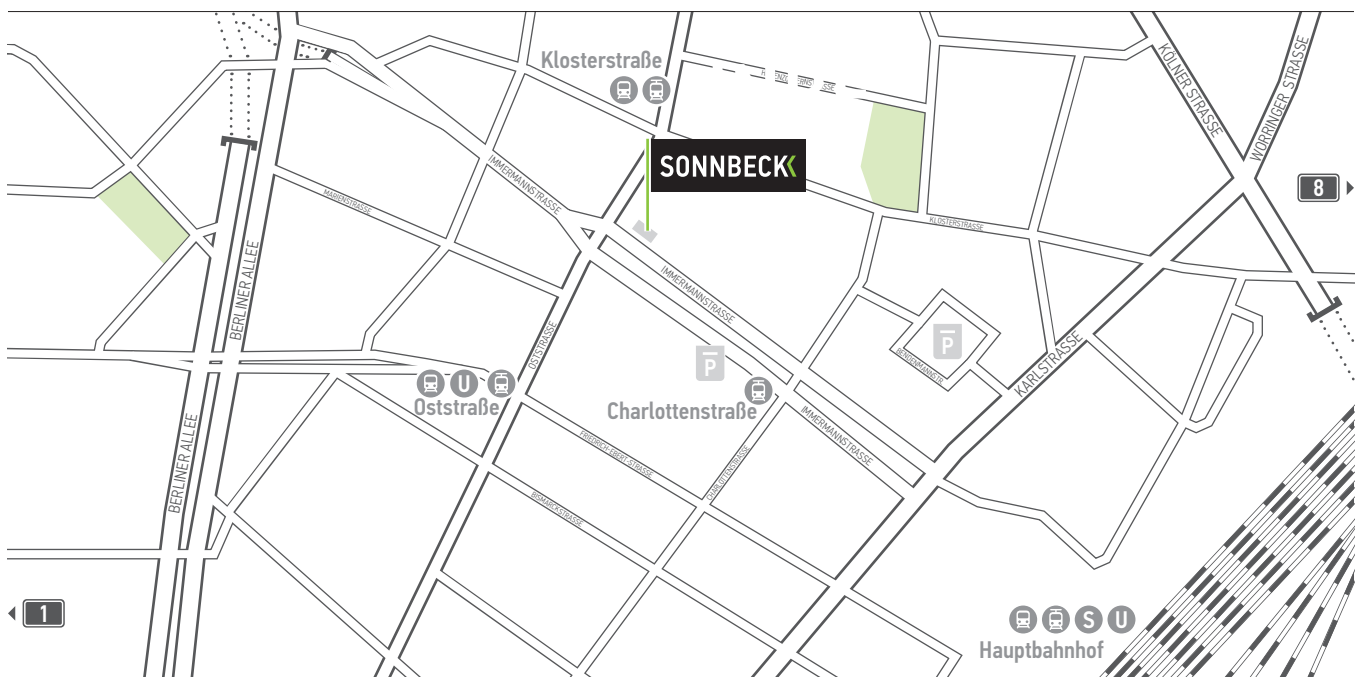 Klosterstraße
KÖLNER STRASSE
WORRINGER STRASSE
SONNBECK
8
IMMERMANNSTRASSE
MARIENSTRASSE
KLOSTERSTRASSE
BERLINER ALLEE
IMMERMANNSTRASSE
OSTSTRASSE
P
P
BENDEMANNSTR.
KARLSTRASSE
U
Oststraße
Charlottenstraße
IMMERMANNSTRASSE
BERLINER ALLEE
FRIEDRICH-EBERT-STRASSE
CHARLOTTENSTRASSE
BISMARCKSTRASSE
1
S U
Hauptbahnhof